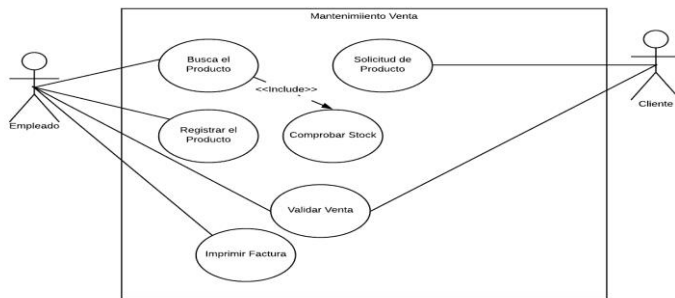 Mantenimiiento Venta
Busca el
Producto
Solicitud de
Producto
<<Include>>
Empleado
Cliente
Registrar el
Producto
Comprobar Stock
Validar Venta
Imprimir Factura